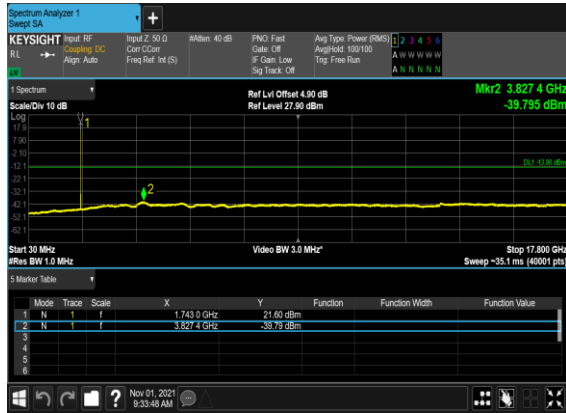 Spectrum Analyzer 1
Swept SA
+
KEYSIGHT Input: RF Input Z: 50 Ω #Atten: 40 dB PNO: Fast Avg Type: Power (RMS) 1 2 3 4 5 6
RL Coupling: DC Corr CCorr Gate: Off Avg|Hold: 100/100 A W W W W W
Align: Auto Freq Ref: Int (S) IF Gain: Low Trig: Free Run
Sig Track: Off A N N N N N
1 Spectrum Ref Lvl Offset 4.90 dB Mkr2 3.827 4 GHz
Scale/Div 10 dB Ref Level 27.90 dBm -39.795 dBm
Log
17.9
7.90
-2.10
-12.1
-22.1
-32.1
-42.1
-52.1
-62.1
1
2
DL1 -13.00 dBm
Start 30 MHz Video BW 3.0 MHz* Stop 17.800 GHz
#Res BW 1.0 MHz Sweep ~35.1 ms (40001 pts)
5 Marker Table
Mode Trace Scale X Y Function Function Width Function Value
1 N 1 f 1.743 0 GHz 21.60 dBm
2 N 1 f 3.827 4 GHz -39.79 dBm
3
4
5
6
? Nov 01, 2021
9:33:48 AM